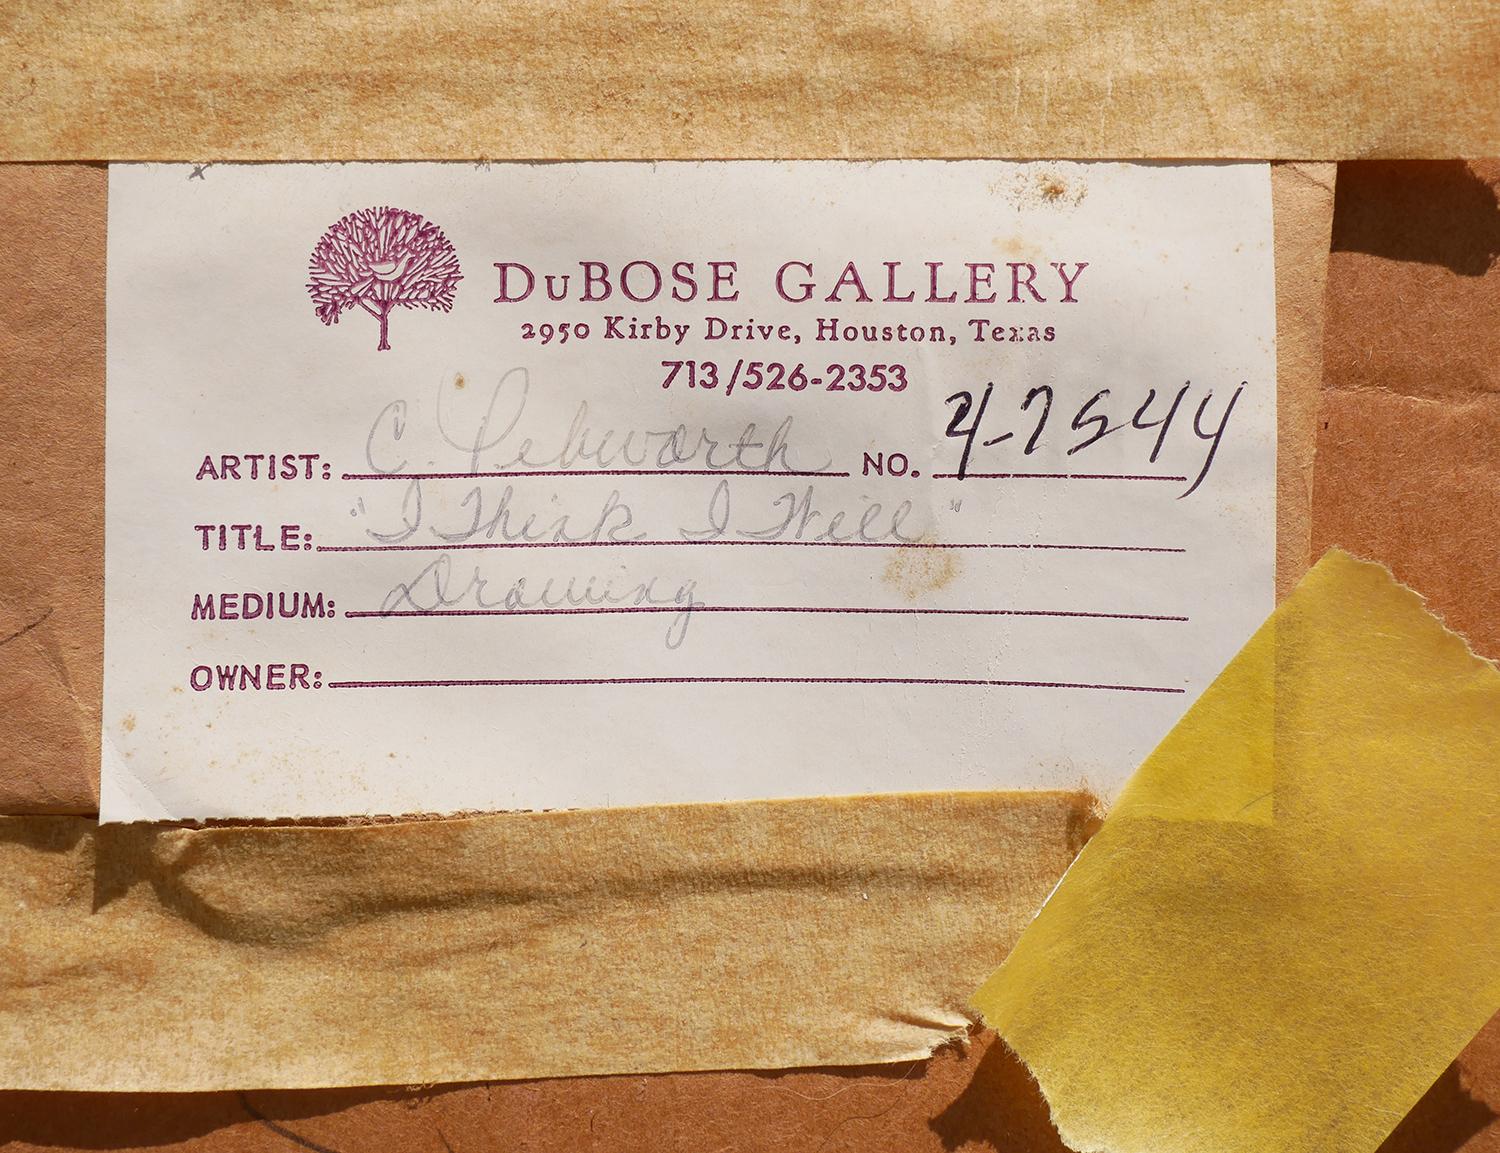 DuBOSE GALLERY
2950 Kirby Drive, Houston, Texas
713/526-2353
ARTIST: C. Pebworth NO. 4-7544
TITLE: "I Think I Will"
MEDIUM: Drawing
OWNER: